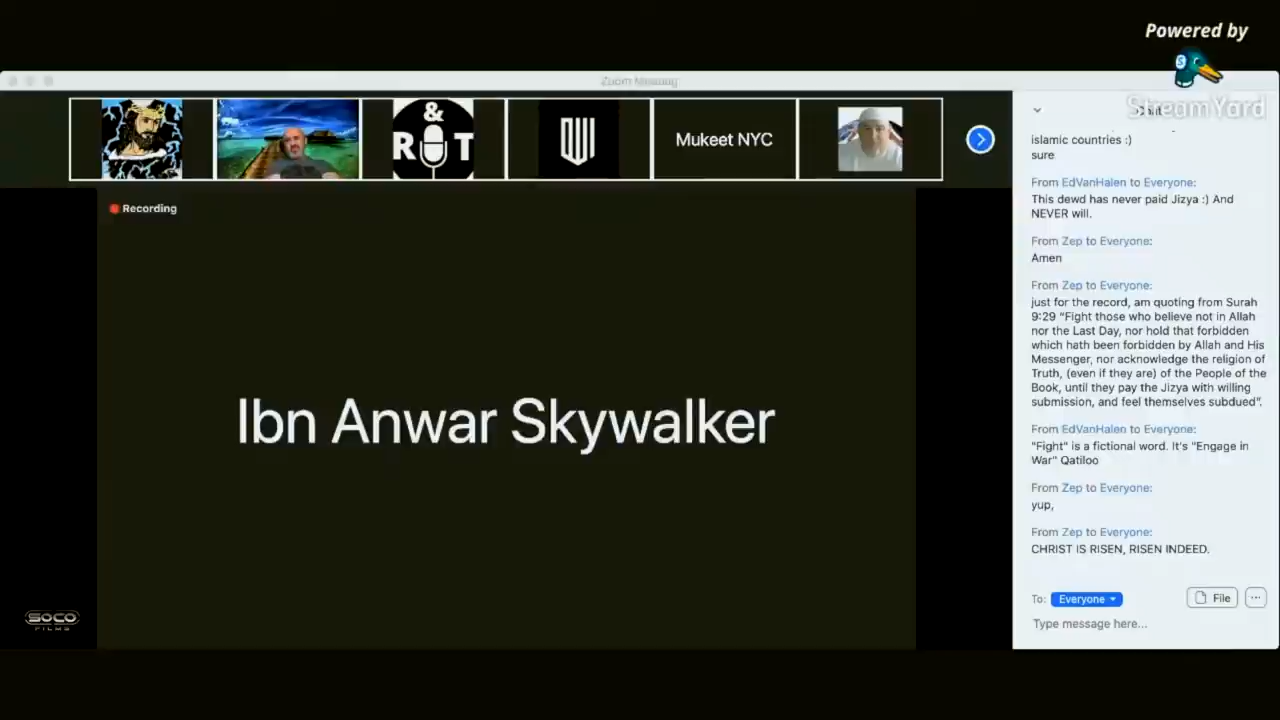 Powered by
StreamYard
Zoom Meeting
& 
R T
Mukeet NYC
Recording
Ibn Anwar Skywalker
SOCO
FILMS
islamic countries :)
sure
From EdVanHalen to Everyone:
This dewd has never paid Jizya :) And
NEVER will.
From Zep to Everyone:
Amen
From Zep to Everyone:
just for the record, am quoting from Surah
9:29 "Fight those who believe not in Allah
nor the Last Day, nor hold that forbidden
which hath been forbidden by Allah and His
Messenger, nor acknowledge the religion of
Truth, (even if they are) of the People of the
Book, until they pay the Jizya with willing
submission, and feel themselves subdued".
From EdVanHalen to Everyone:
"Fight" is a fictional word. It's "Engage in
War" Qatiloo
From Zep to Everyone:
yup,
From Zep to Everyone:
CHRIST IS RISEN, RISEN INDEED.
To: Everyone
File
Type message here...